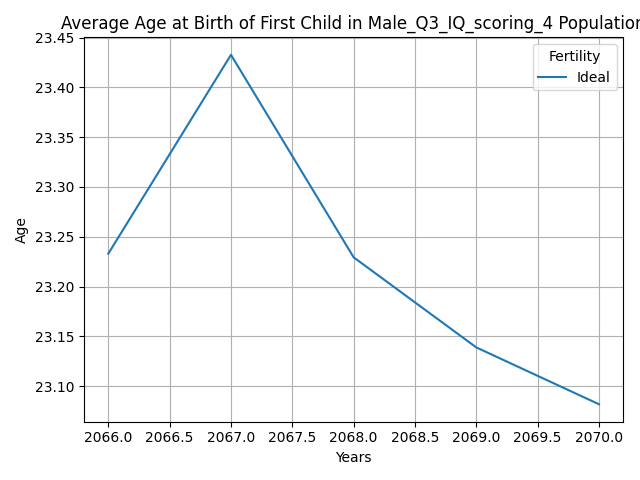 Average Age at Birth of First Child in Male_Q3_IQ_scoring_4 Population
Fertility
Ideal
23.45
23.40
23.35
23.30
23.25
23.20
23.15
23.10
Age
2066.0 2066.5 2067.0 2067.5 2068.0 2068.5 2069.0 2069.5 2070.0
Years